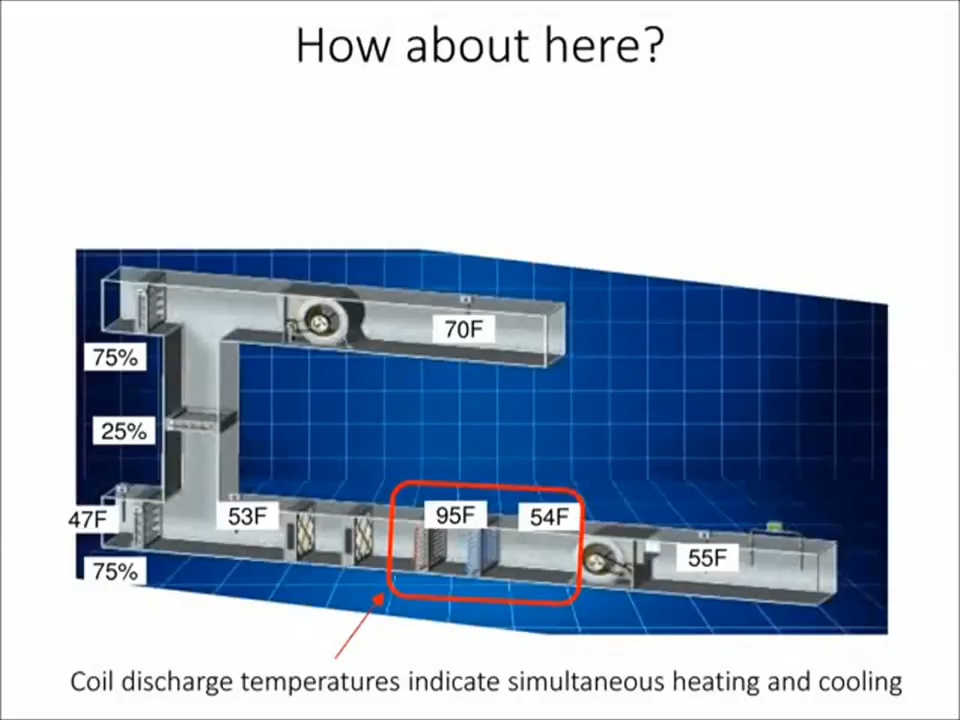 How about here?
70F
75%
25%
47F
53F
95F
54F
55F
75%
Coil discharge temperatures indicate simultaneous heating and cooling